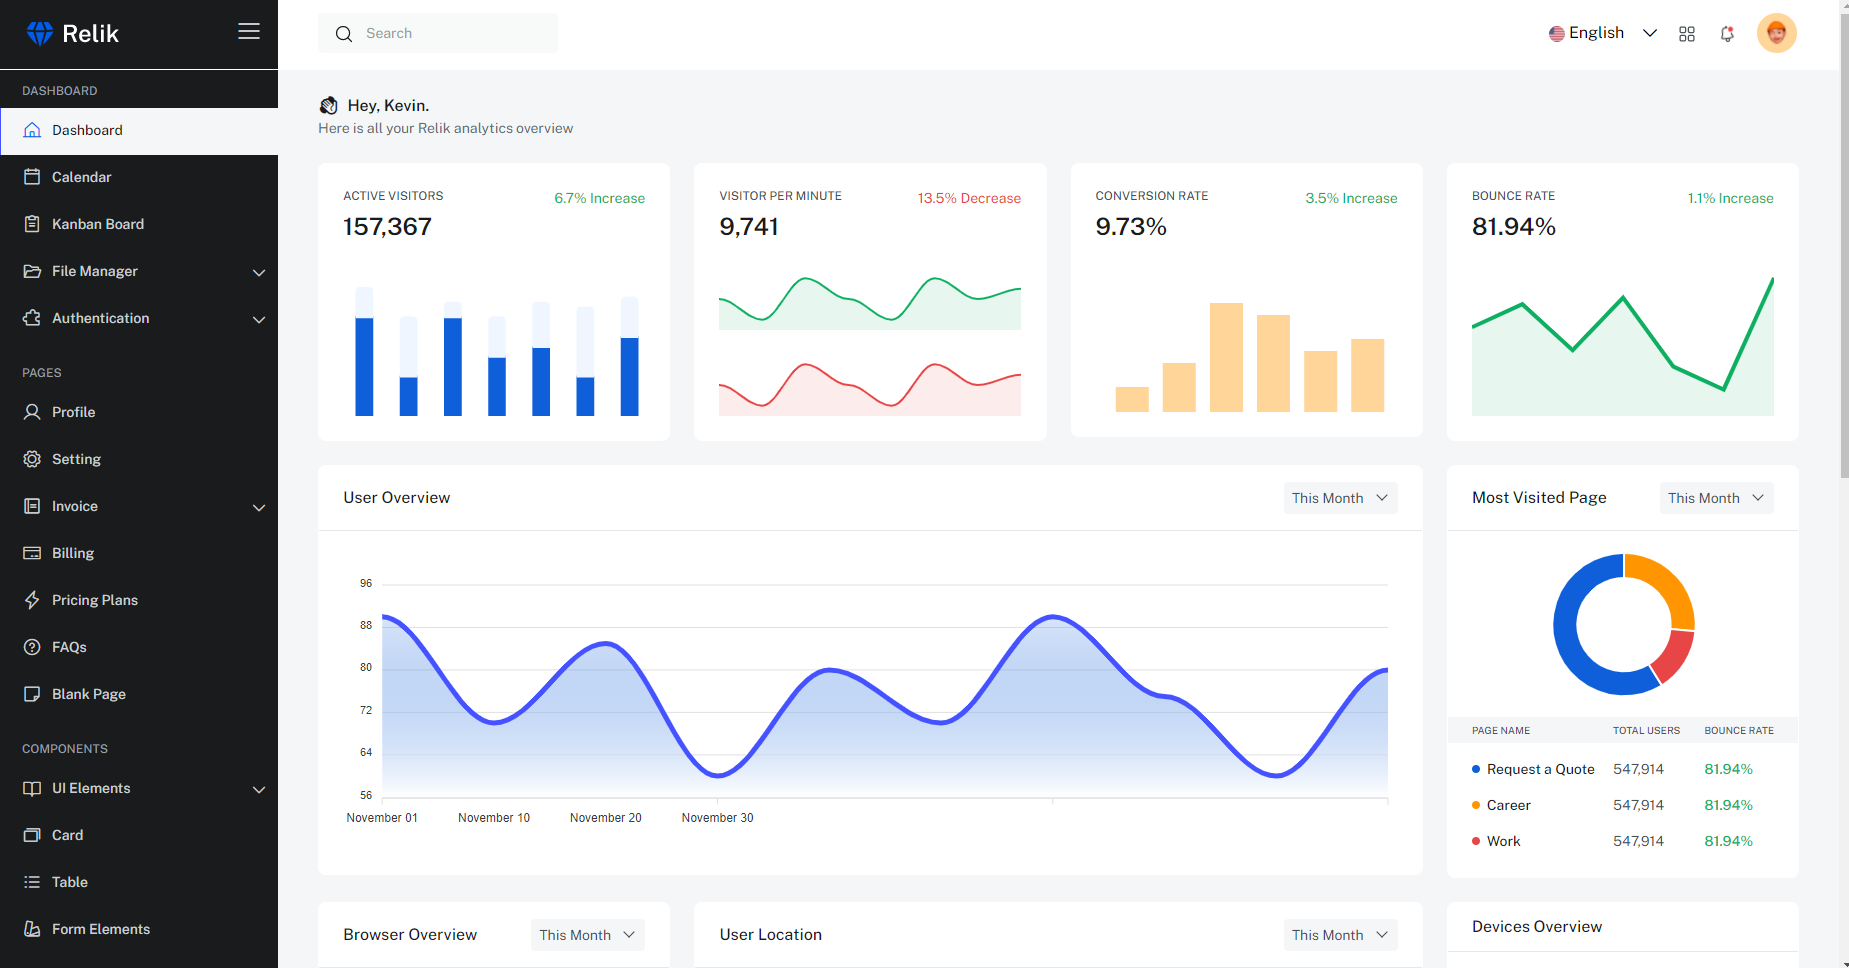 Relik
Search
English
DASHBOARD
Dashboard
Calendar
Kanban Board
File Manager
Authentication
PAGES
Profile
Setting
Invoice
Billing
Pricing Plans
FAQs
Blank Page
COMPONENTS
UI Elements
Card
Table
Form Elements
Hey, Kevin.
Here is all your Relik analytics overview
ACTIVE VISITORS
6.7% Increase
157,367
VISITOR PER MINUTE
13.5% Decrease
9,741
CONVERSION RATE
3.5% Increase
9.73%
BOUNCE RATE
1.1% Increase
81.94%
User Overview
This Month
96
88
80
72
64
56
November 01 November 10 November 20 November 30
Most Visited Page
This Month
PAGE NAME TOTAL USERS BOUNCE RATE
Request a Quote 547,914 81.94%
Career 547,914 81.94%
Work 547,914 81.94%
Browser Overview
This Month
User Location
This Month
Devices Overview